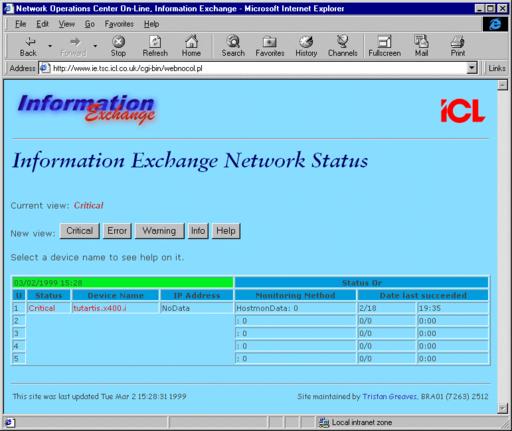 Network Operations Center On-Line, Information Exchange - Microsoft Internet Explorer
File Edit View Go Favorites Help
Back Forward Stop Refresh Home Search Favorites History Channels Fullscreen Mail Print
Address http://www.ie.tsc.icl.co.uk/cgi-bin/webnocol.pl Links
Information
Exchange
ICL
Information Exchange Network Status
Current view: Critical
New view: Critical Error Warning Info Help
Select a device name to see help on it.
03/02/1999 15:28 Status Or
U Status Device Name IP Address Monitoring Method Date last succeeded
1 Critical tutartis.x400.i NoData HostmonData: 0 2/18 19:35
2 : 0 0/0 0:00
3 : 0 0/0 0:00
4 : 0 0/0 0:00
5 : 0 0/0 0:00
This site was last updated Tue Mar 2 15:28:31 1999 Site maintained by Tristan Greaves, BRA01 (7263) 2512
Local intranet zone